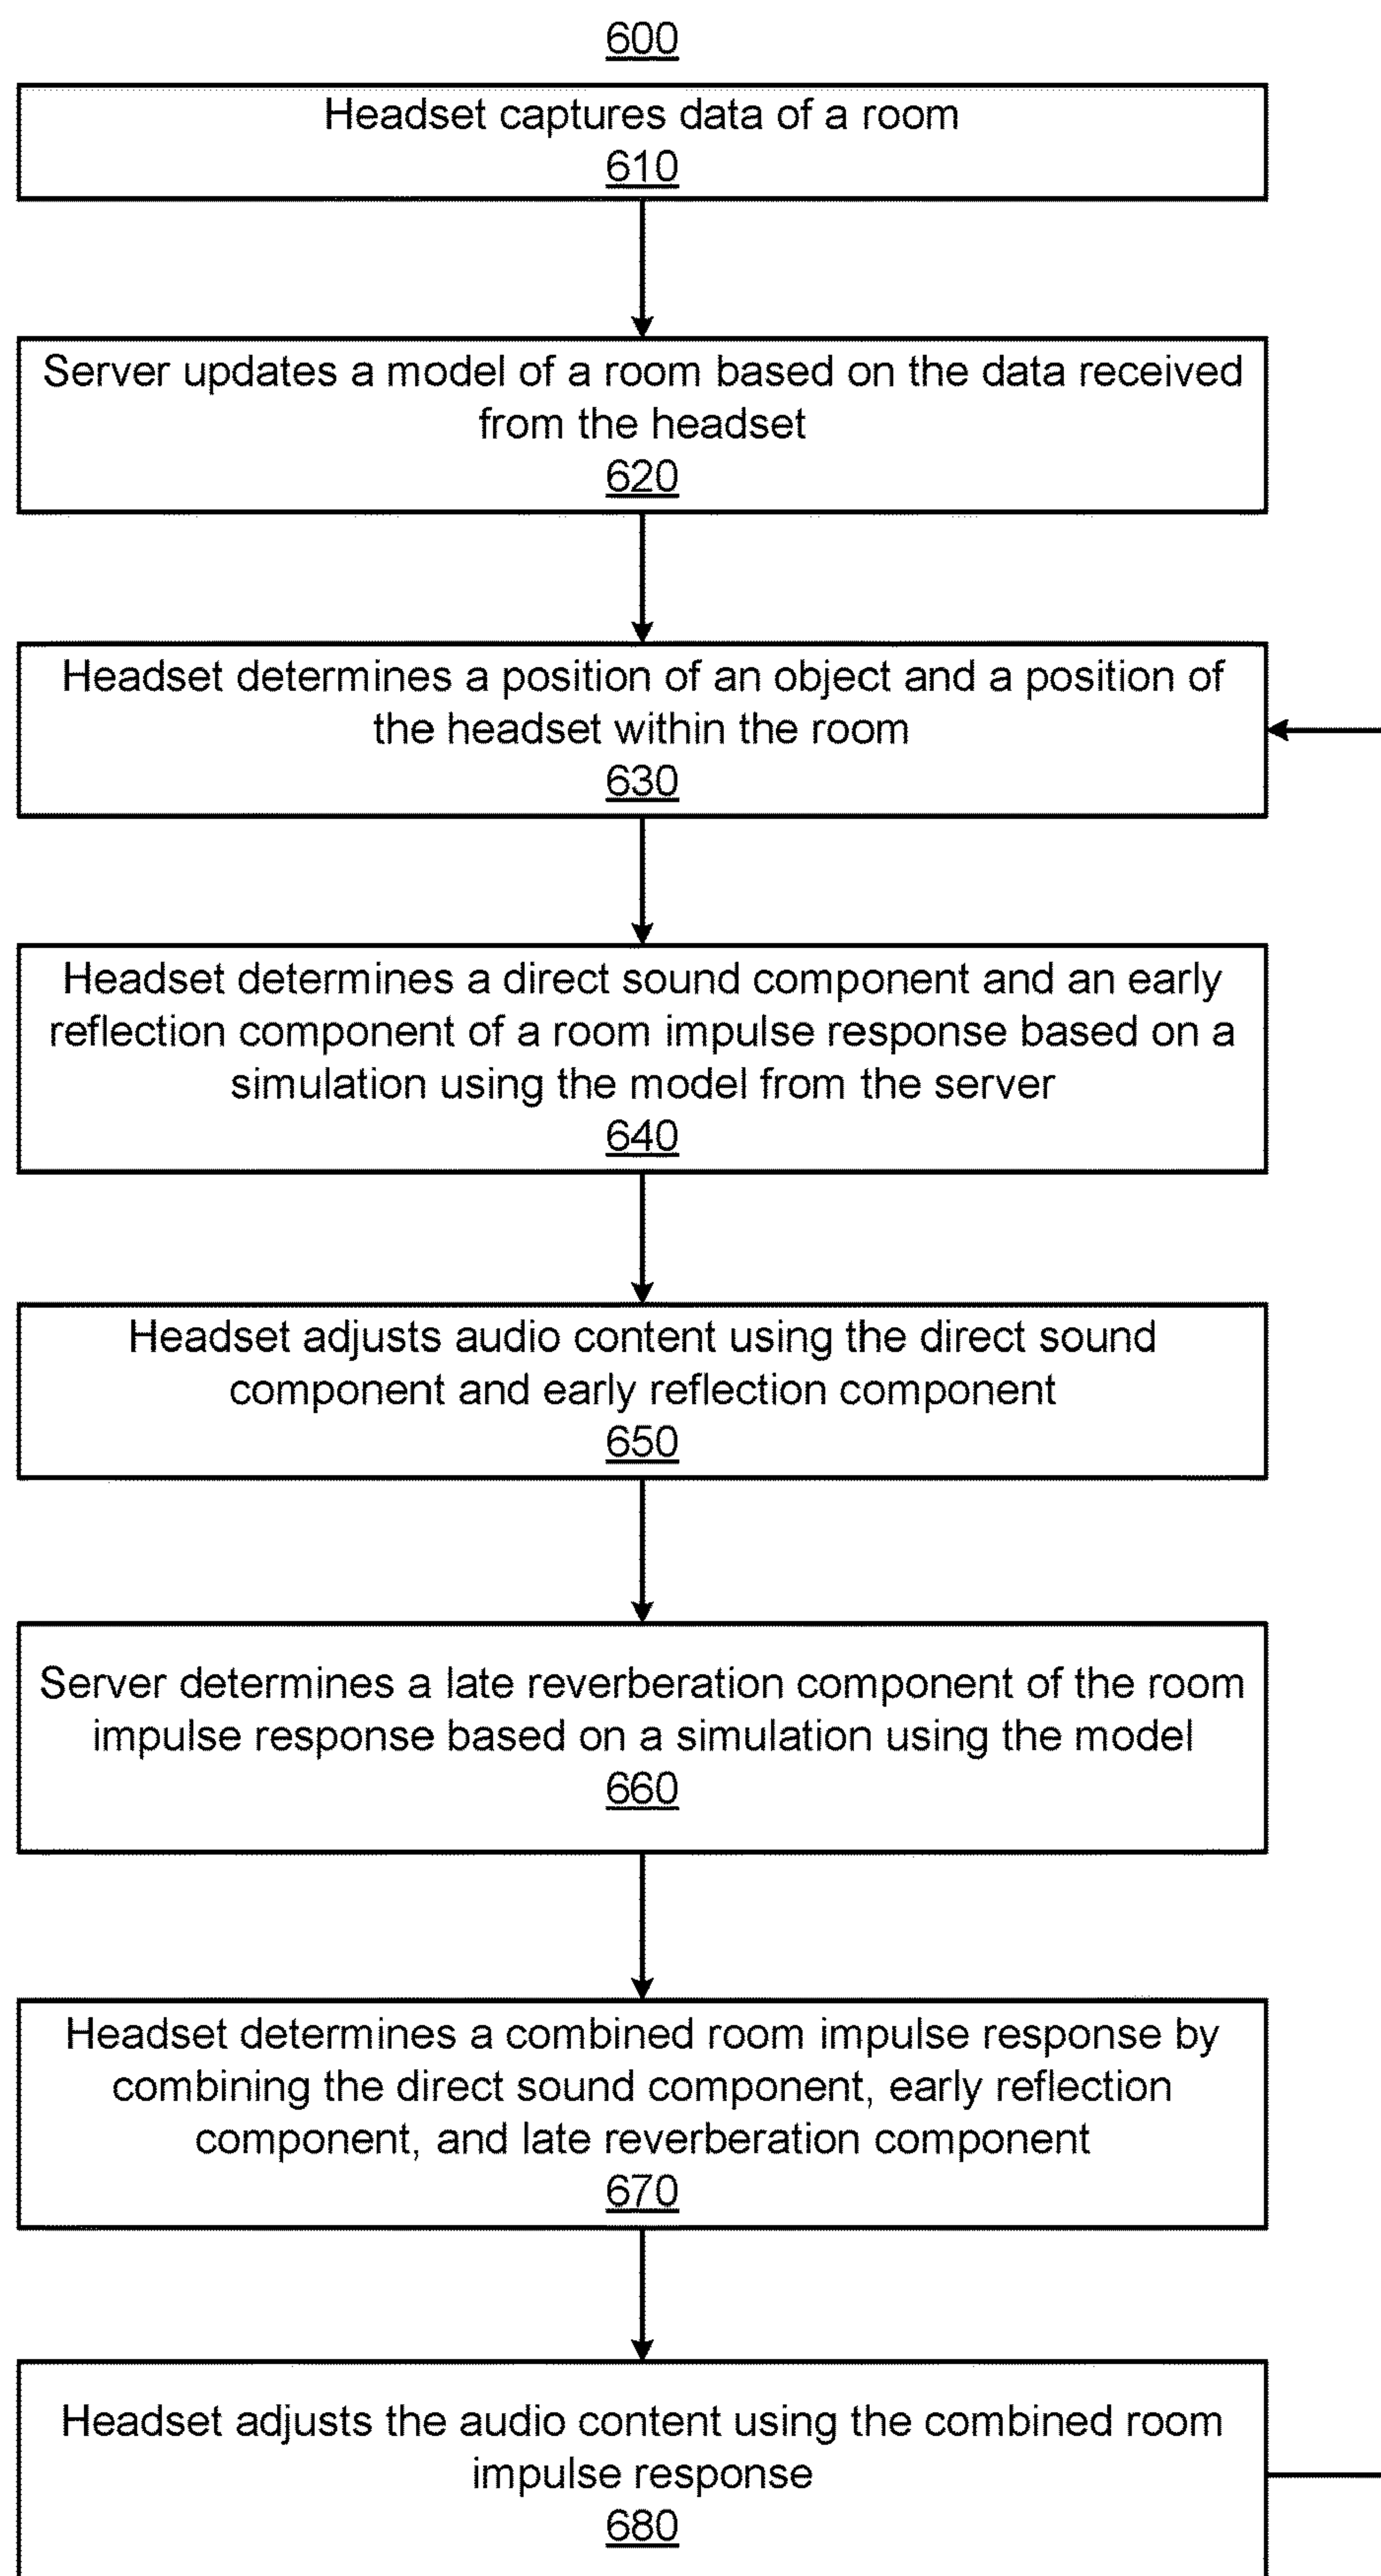 600
Headset captures data of a room
610
Server updates a model of a room based on the data received
from the headset
620
Headset determines a position of an object and a position of
the headset within the room
630
Headset determines a direct sound component and an early
reflection component of a room impulse response based on a
simulation using the model from the server
640
Headset adjusts audio content using the direct sound
component and early reflection component
650
Server determines a late reverberation component of the room
impulse response based on a simulation using the model
660
Headset determines a combined room impulse response by
combining the direct sound component, early reflection
component, and late reverberation component
670
Headset adjusts the audio content using the combined room
impulse response
680